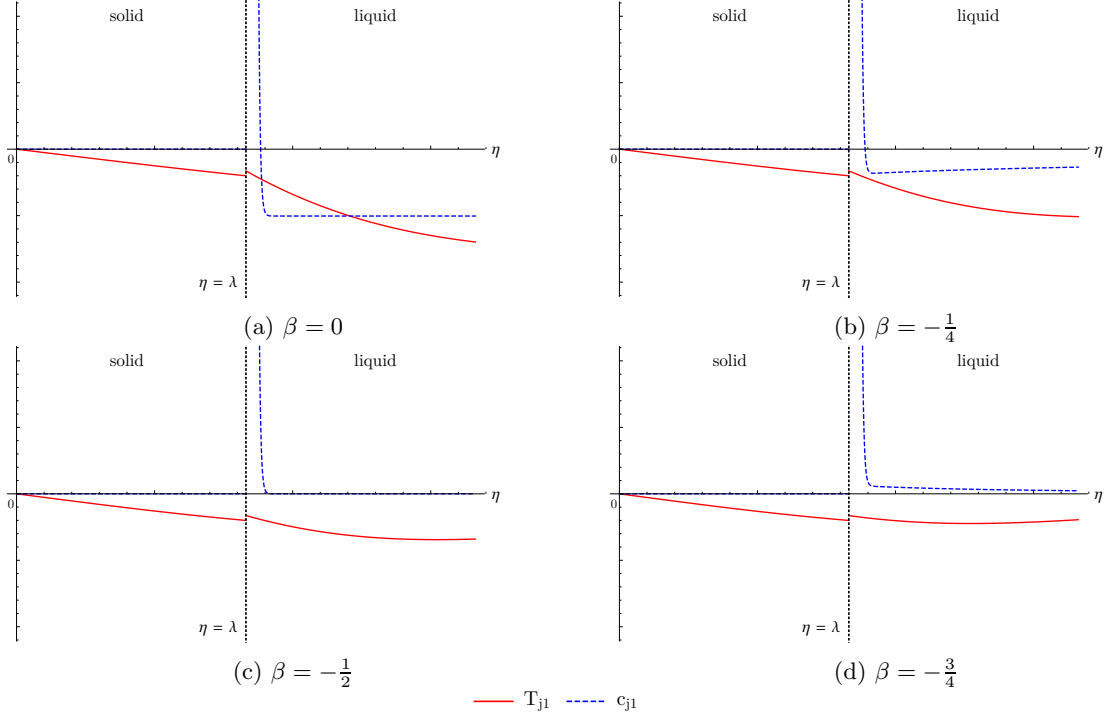 solid liquid
0
η
η = λ
(a) β = 0
solid liquid
0
η
η = λ
(b) β = −1/4
solid liquid
0
η
η = λ
(c) β = −1/2
solid liquid
0
η
η = λ
(d) β = −3/4
T_j1 c_j1